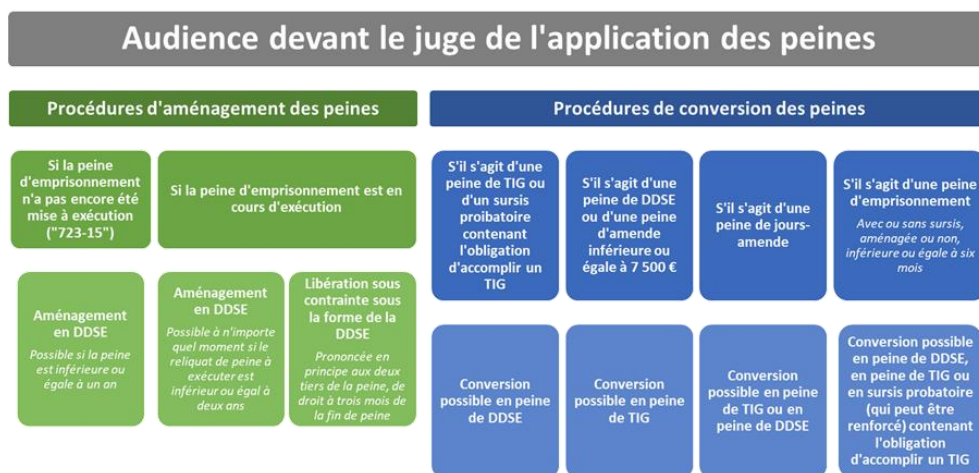 Audience devant le juge de l'application des peines
Procédures d'aménagement des peines
Procédures de conversion des peines
Si la peine
d'emprisonnement
n'a pas encore été
mise à exécution
("723-15")
Si la peine d'emprisonnement est en
cours d'exécution
S'il s'agit d'une
peine de TIG ou
d'un sursis
proibatoire
contenant
l'obligation
d'accomplir un
TIG
S'il s'agit d'une
peine de DDSE
ou d'une peine
d'amende
inférieure ou
égale à 7 500 €
S'il s'agit d'une
peine de jours-
amende
S'il s'agit d'une peine
d'emprisonnement
Avec ou sans sursis,
aménagée ou non,
inférieure ou égale à six
mois
Aménagement
en DDSE
Possible si la peine
est inférieure ou
égale à un an
Aménagement
en DDSE
Possible à n'importe
quel moment si le
reliquat de peine à
exécuter est
inférieur ou égal à
deux ans
Libération sous
contrainte sous
la forme de la
DDSE
Prononcée en
principe aux deux
tiers de la peine, de
droit à trois mois de
la fin de peine
Conversion
possible en peine
de DDSE
Conversion
possible en peine
de TIG
Conversion
possible en peine
de TIG ou en
peine de DDSE
Conversion possible
en peine de DDSE,
en peine de TIG ou
en sursis probatoire
(qui peut être
renforcé) contenant
l'obligation
d'accomplir un TIG